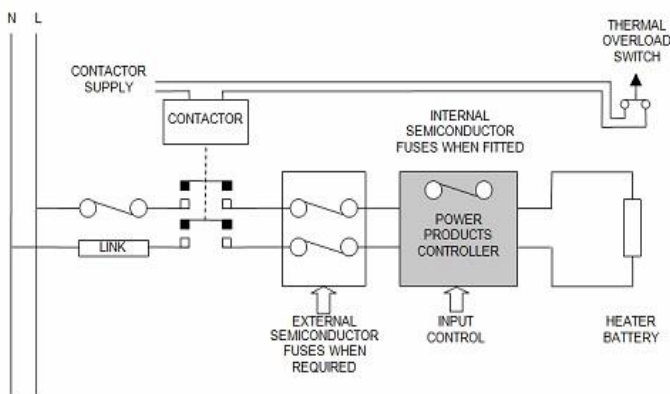 N L
THERMAL
OVERLOAD
SWITCH
CONTACTOR
SUPPLY
CONTACTOR
INTERNAL
SEMICONDUCTOR
FUSES WHEN FITTED
POWER
PRODUCTS
CONTROLLER
LINK
EXTERNAL
SEMICONDUCTOR
FUSES WHEN
REQUIRED
INPUT
CONTROL
HEATER
BATTERY